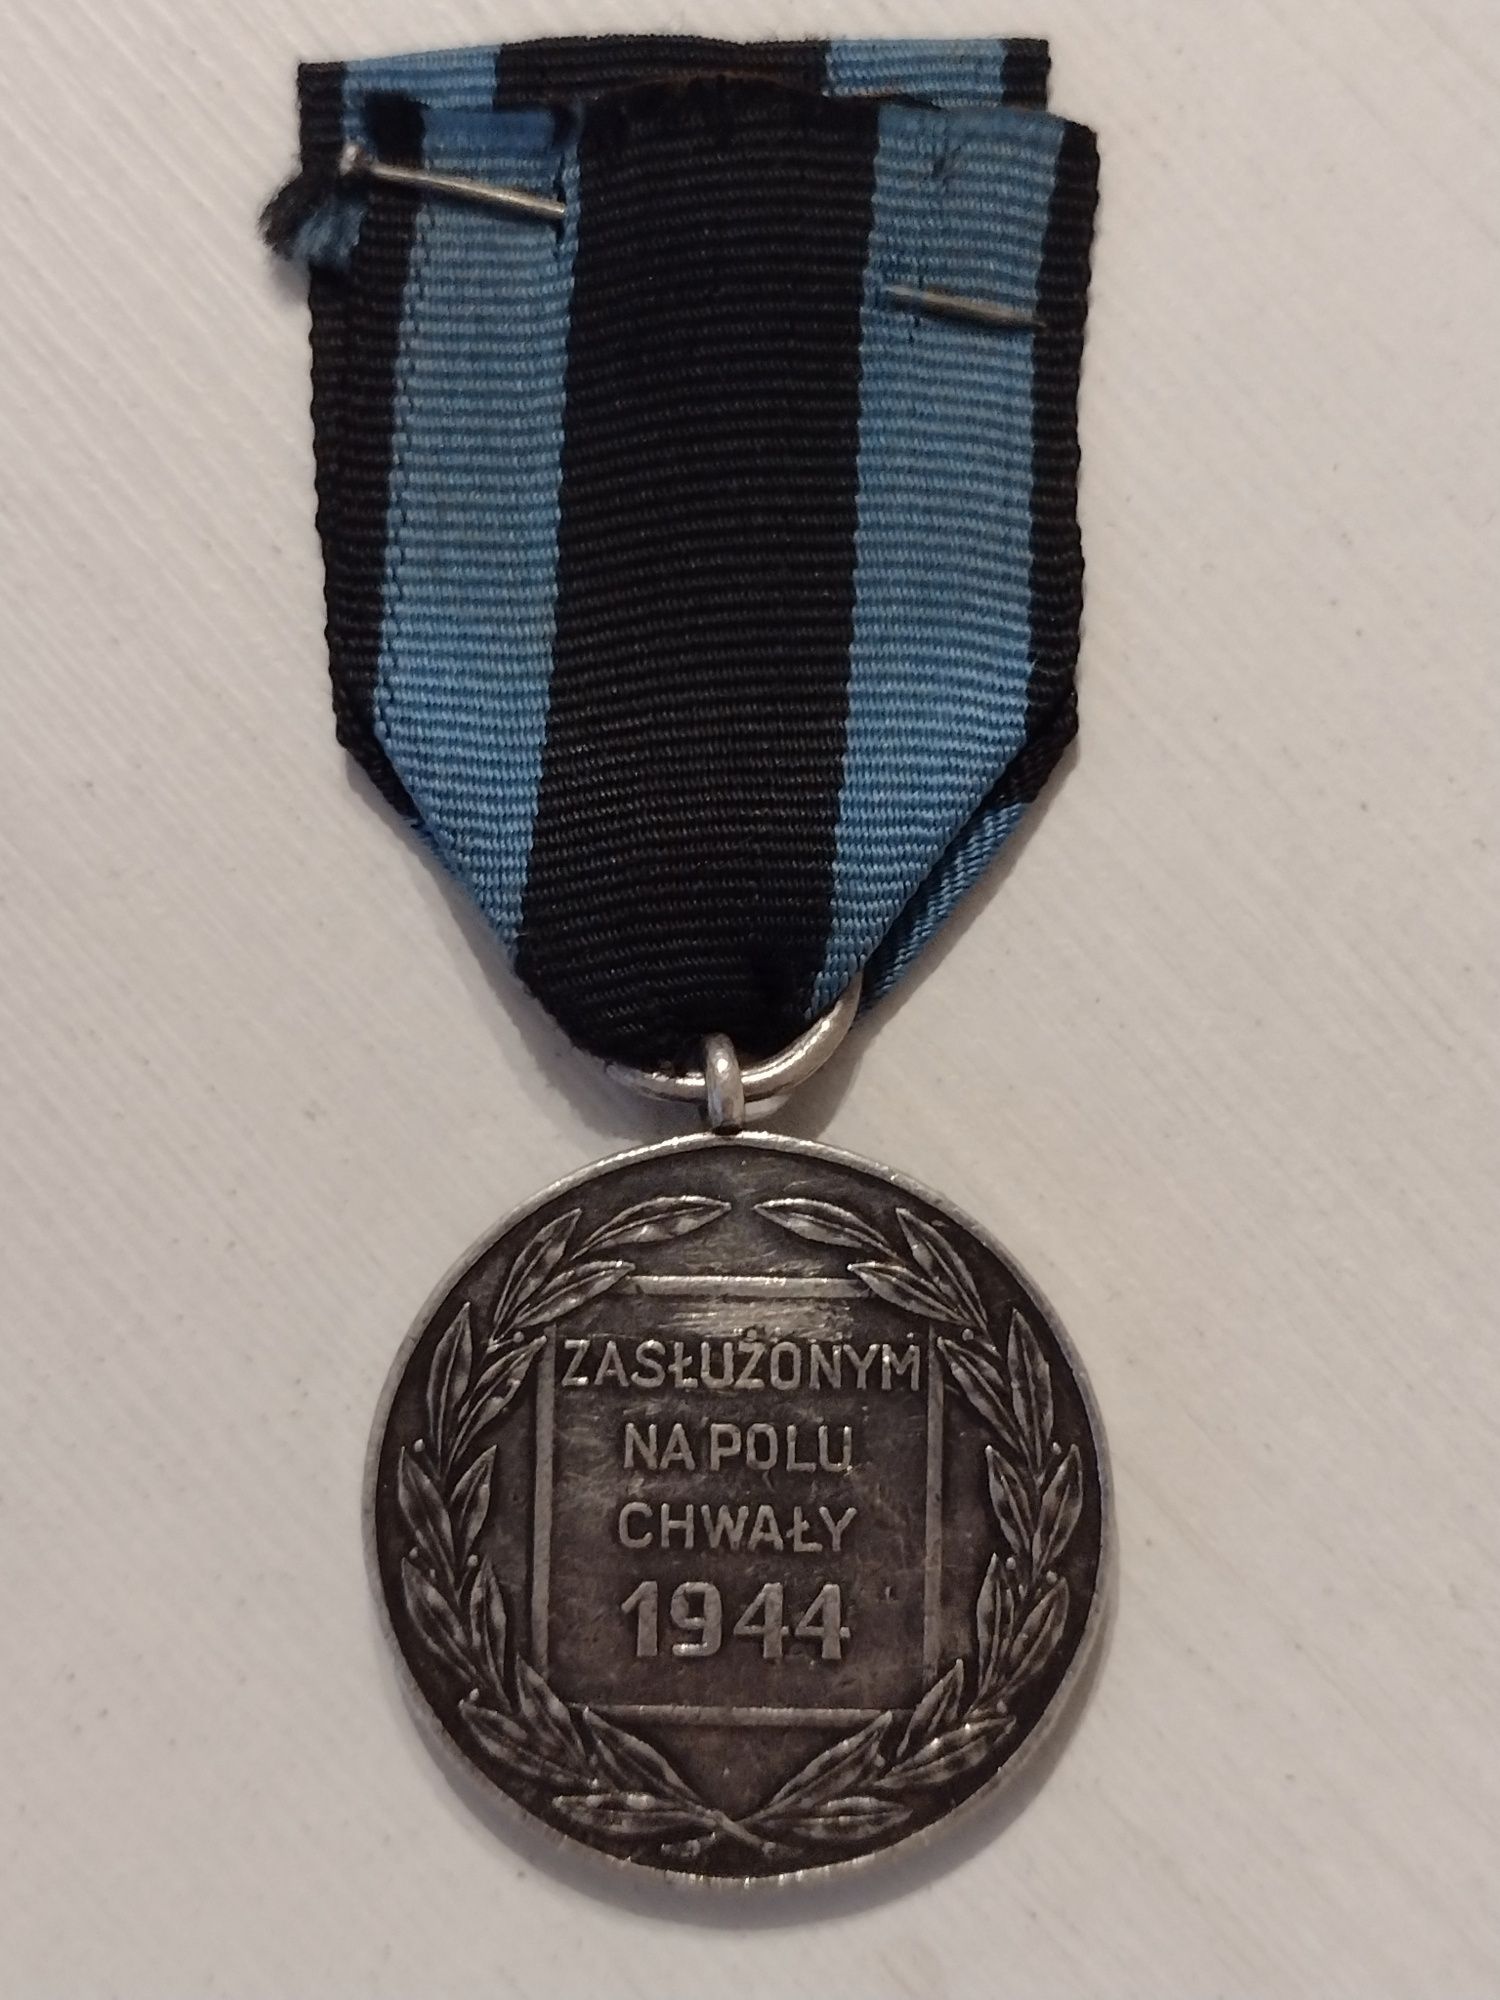 ZASŁUŻONYM
NA POLU
CHWAŁY
1944